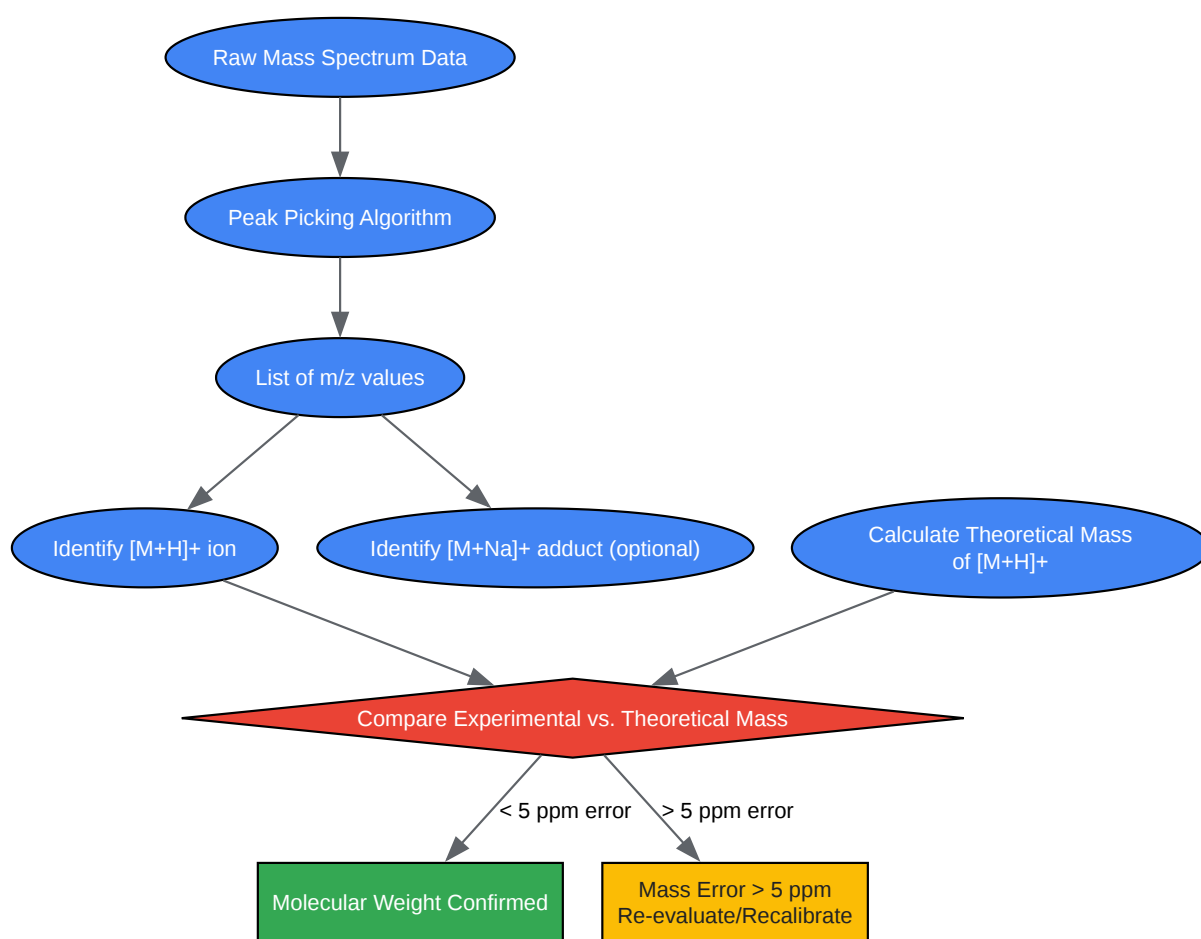 Raw Mass Spectrum Data
Peak Picking Algorithm
List of m/z values
Identify [M+H]+ ion
Identify [M+Na]+ adduct (optional)
Calculate Theoretical Mass
of [M+H]+
Compare Experimental vs. Theoretical Mass
< 5 ppm error
> 5 ppm error
Molecular Weight Confirmed
Mass Error > 5 ppm
Re-evaluate/Recalibrate